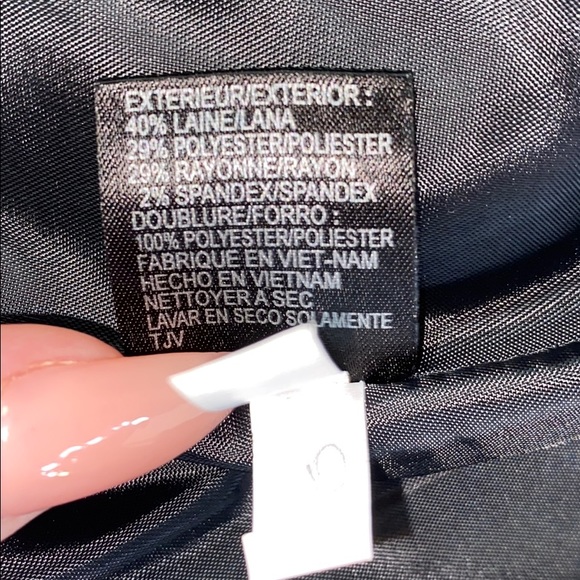 EXTERIEUR/EXTERIOR :
40% LAINE/LANA
29% POLYESTER/POLIESTER
29% RAYONNE/RAYON
2% SPANDEX/SPANDEX
DOUBLURE/FORRO :
100% POLYESTER/POLIESTER
FABRIQUE EN VIET-NAM
HECHO EN VIETNAM
NETTOYER A SEC
LAVAR EN SECO SOLAMENTE
TJV